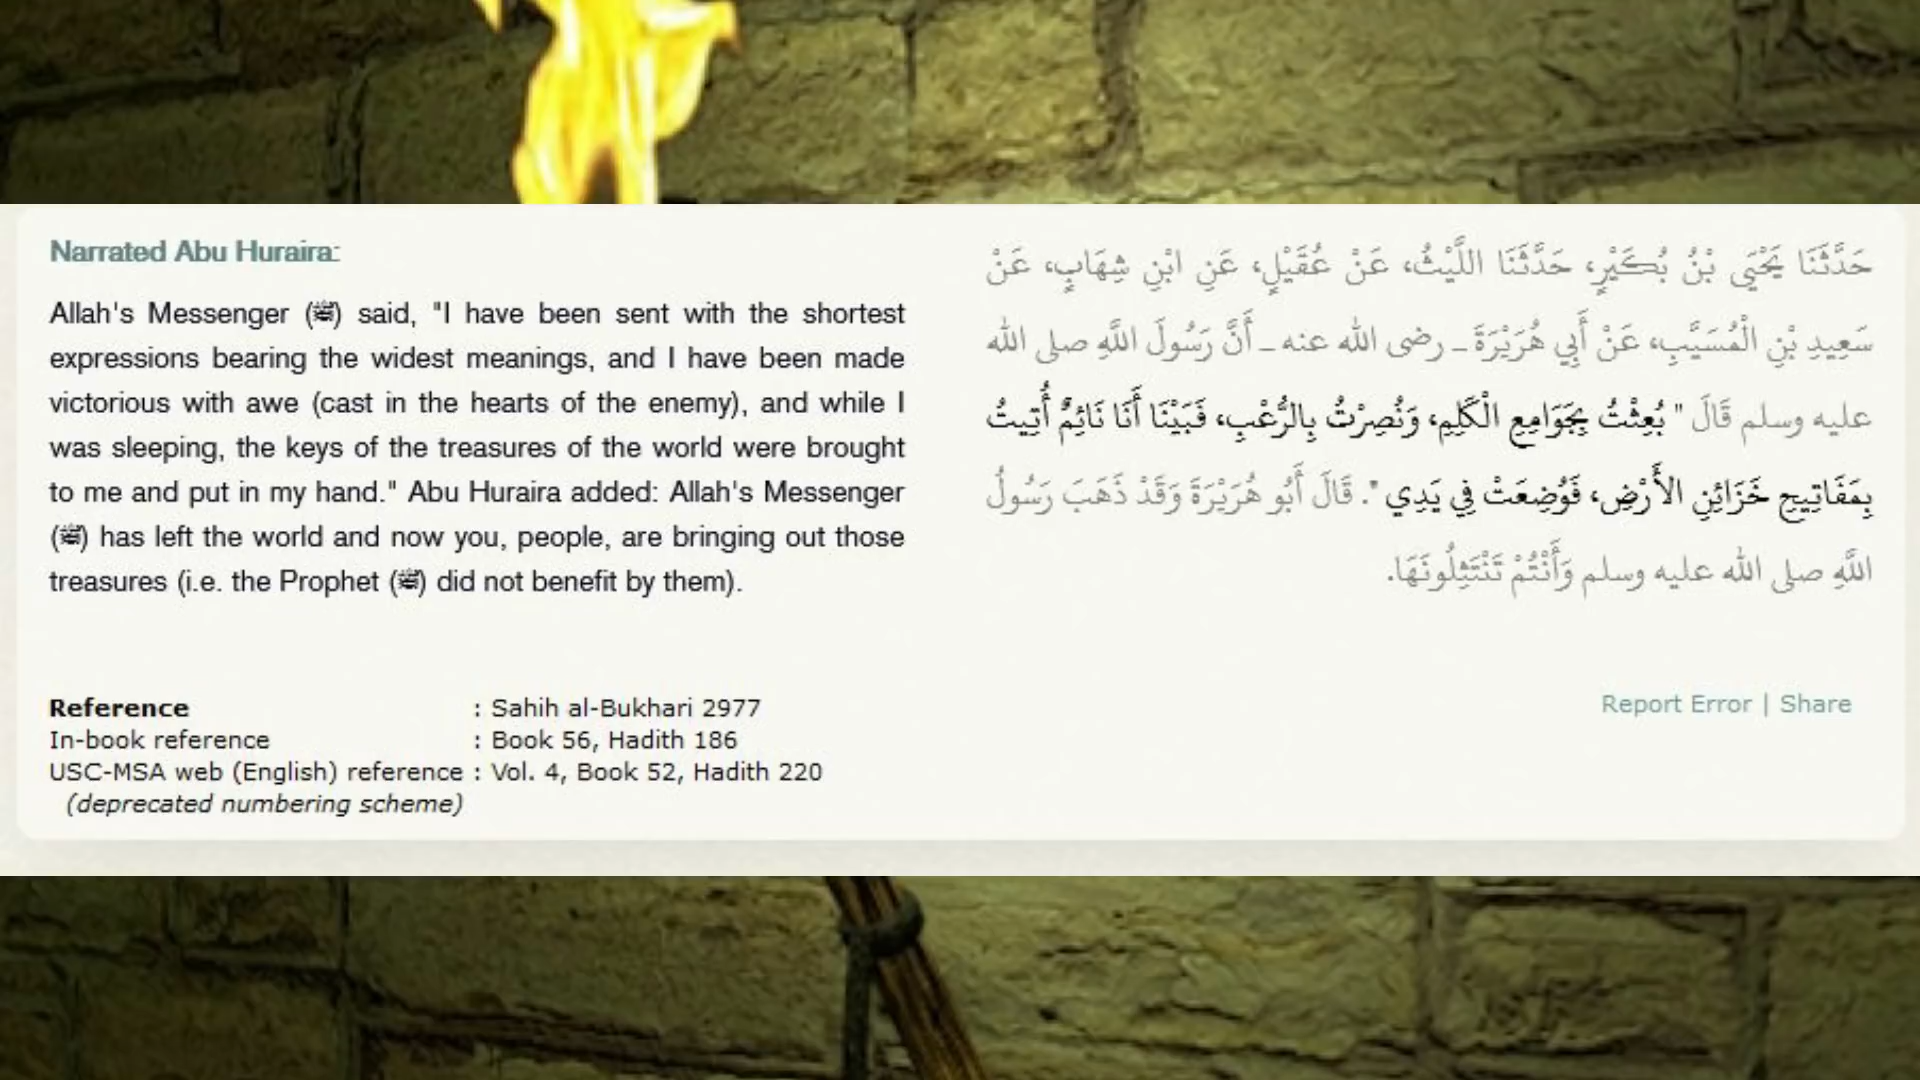 Narrated Abu Huraira:
Allah's Messenger (ﷺ) said, "I have been sent with the shortest
expressions bearing the widest meanings, and I have been made
victorious with awe (cast in the hearts of the enemy), and while I
was sleeping, the keys of the treasures of the world were brought
to me and put in my hand." Abu Huraira added: Allah's Messenger
(ﷺ) has left the world and now you, people, are bringing out those
treasures (i.e. the Prophet (ﷺ) did not benefit by them).
حَدَّثَنَا يَحْيَى بْنُ بُكَيْرٍ، حَدَّثَنَا اللَّيْثُ، عَنْ عُقَيْلٍ، عَنِ ابْنِ شِهَابٍ، عَنْ
سَعِيدِ بْنِ الْمُسَيَّبِ، عَنْ أَبِي هُرَيْرَةَ ـ رضى الله عنه ـ أَنَّ رَسُولَ اللَّهِ صلى الله
عليه وسلم قَالَ " بُعِثْتُ بِجَوَامِعِ الْكَلِمِ، وَنُصِرْتُ بِالرُّعْبِ، فَبَيْنَا أَنَا نَائِمٌ أُتِيتُ
بِمَفَاتِيحِ خَزَائِنِ الأَرْضِ، فَوُضِعَتْ فِي يَدِي ". قَالَ أَبُو هُرَيْرَةَ وَقَدْ ذَهَبَ رَسُولُ
اللَّهِ صلى الله عليه وسلم وَأَنْتُمْ تَنْتَثِلُونَهَا.
Reference : Sahih al-Bukhari 2977
In-book reference : Book 56, Hadith 186
USC-MSA web (English) reference : Vol. 4, Book 52, Hadith 220
(deprecated numbering scheme)
Report Error | Share